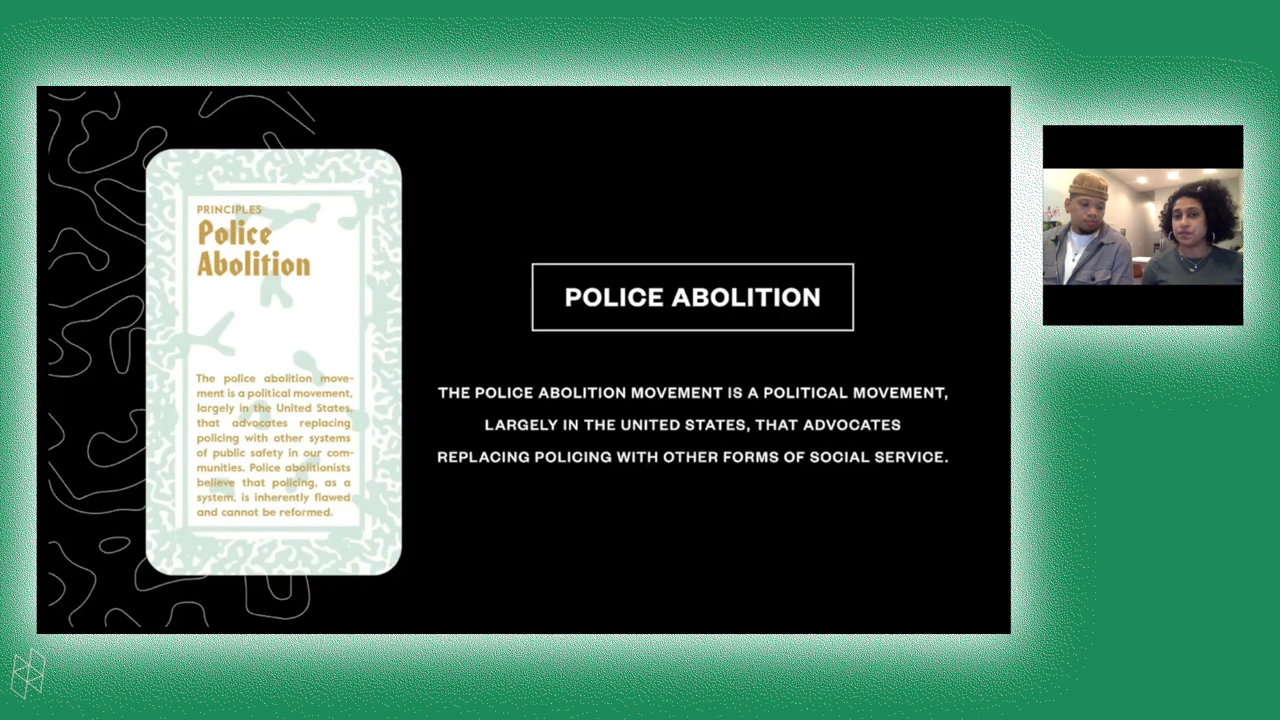 PRINCIPLES
Police
Abolition
The police abolition move-
ment is a political movement,
largely in the United States,
that advocates replacing
policing with other systems
of public safety in our com-
munities. Police abolitionists
believe that policing, as a
system, is inherently flawed
and cannot be reformed.
POLICE ABOLITION
THE POLICE ABOLITION MOVEMENT IS A POLITICAL MOVEMENT,
LARGELY IN THE UNITED STATES, THAT ADVOCATES
REPLACING POLICING WITH OTHER FORMS OF SOCIAL SERVICE.